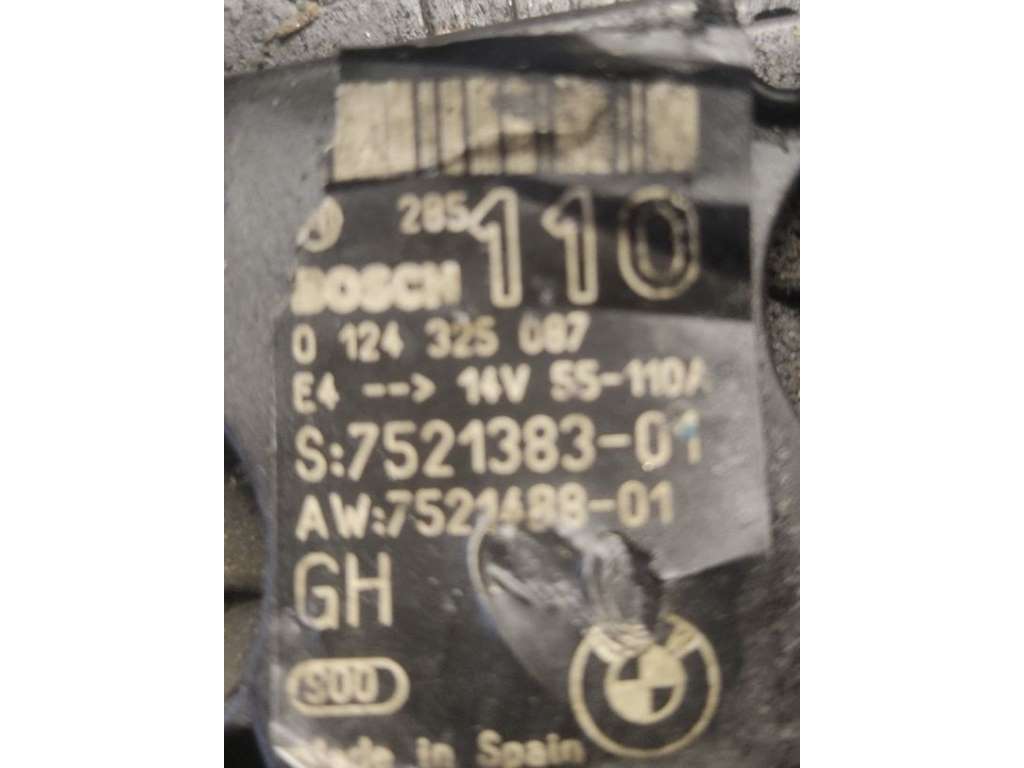 285 110
BOSCH
0 124 325 087
E4 --> 14V 55-110A
S:7521383-01
AW:7521488-01
GH
S00
Made in Spain